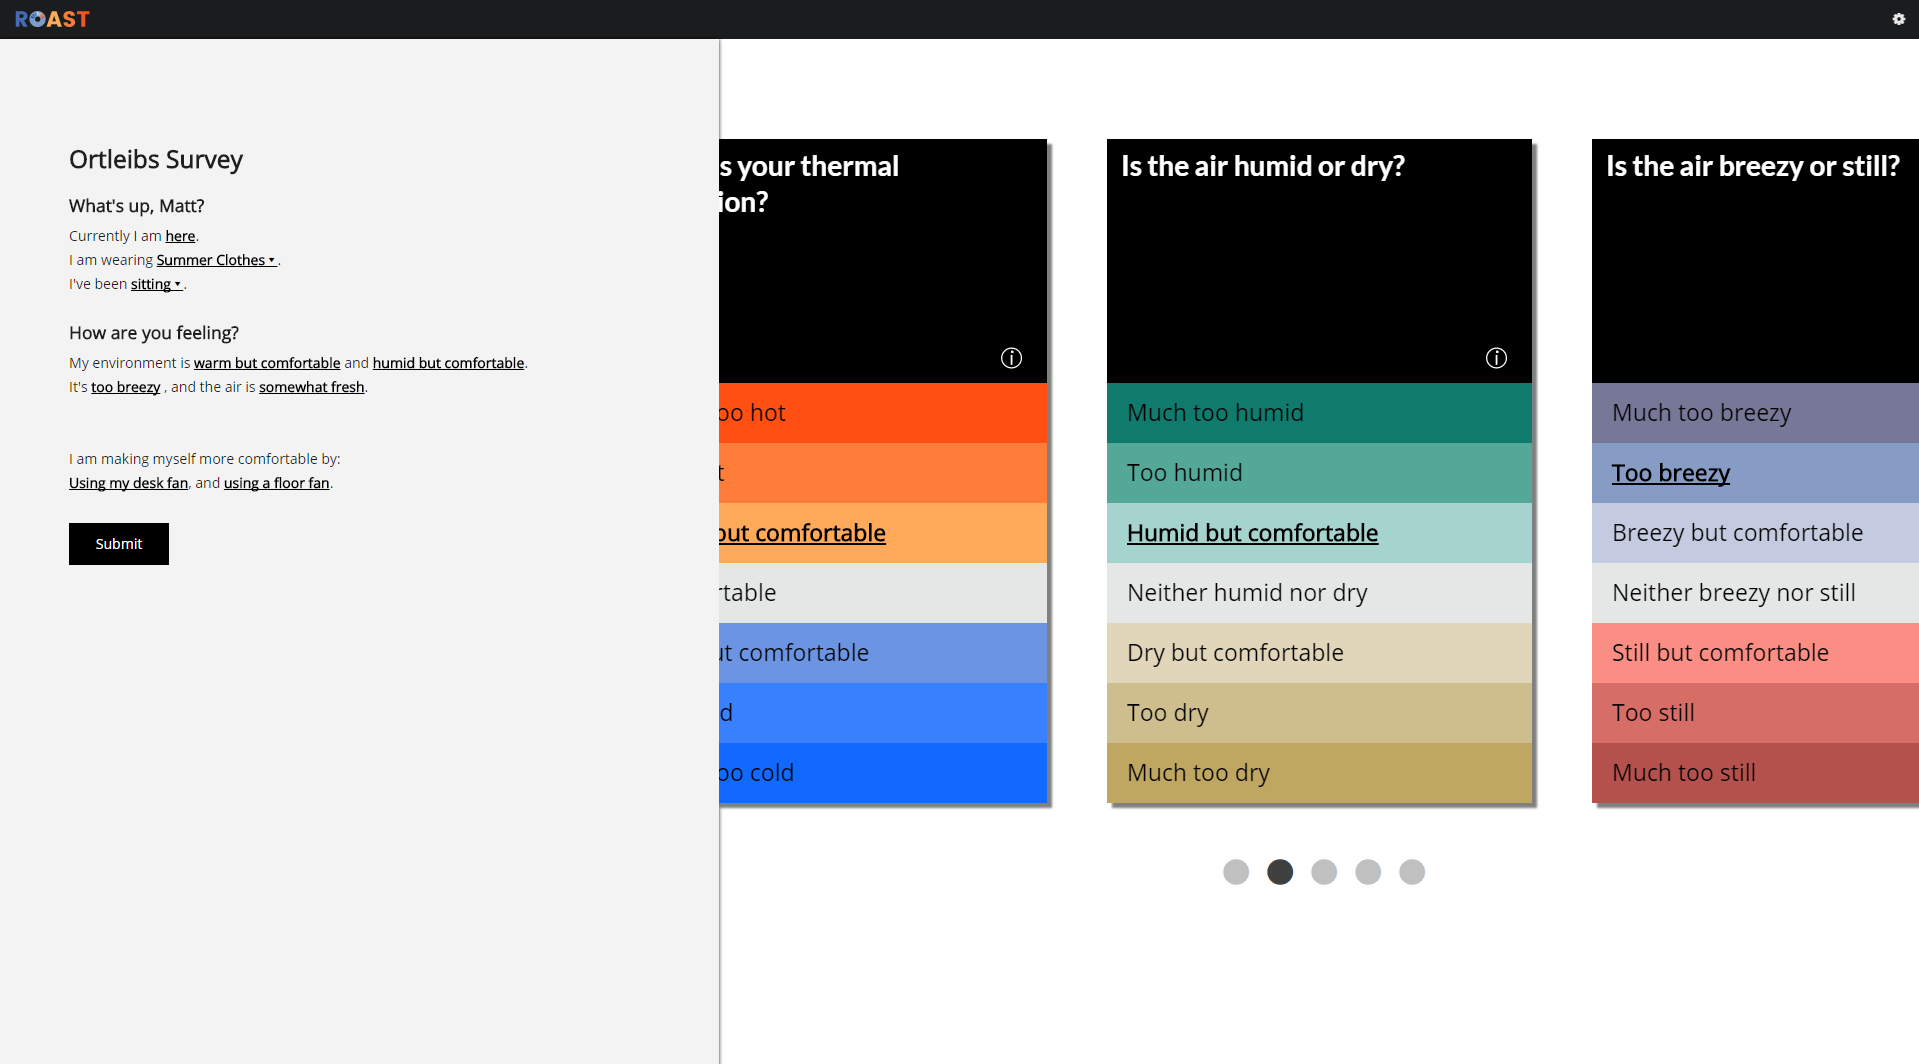 ROAST
Ortleibs Survey
What's up, Matt?
Currently I am here.
I am wearing Summer Clothes ▾.
I've been sitting ▾.
How are you feeling?
My environment is warm but comfortable and humid but comfortable.
It's too breezy , and the air is somewhat fresh.
I am making myself more comfortable by:
Using my desk fan, and using a floor fan.
Submit
s your thermal
ion?
oo hot
t
but comfortable
rtable
ut comfortable
d
oo cold
Is the air humid or dry?
Much too humid
Too humid
Humid but comfortable
Neither humid nor dry
Dry but comfortable
Too dry
Much too dry
Is the air breezy or still?
Much too breezy
Too breezy
Breezy but comfortable
Neither breezy nor still
Still but comfortable
Too still
Much too still